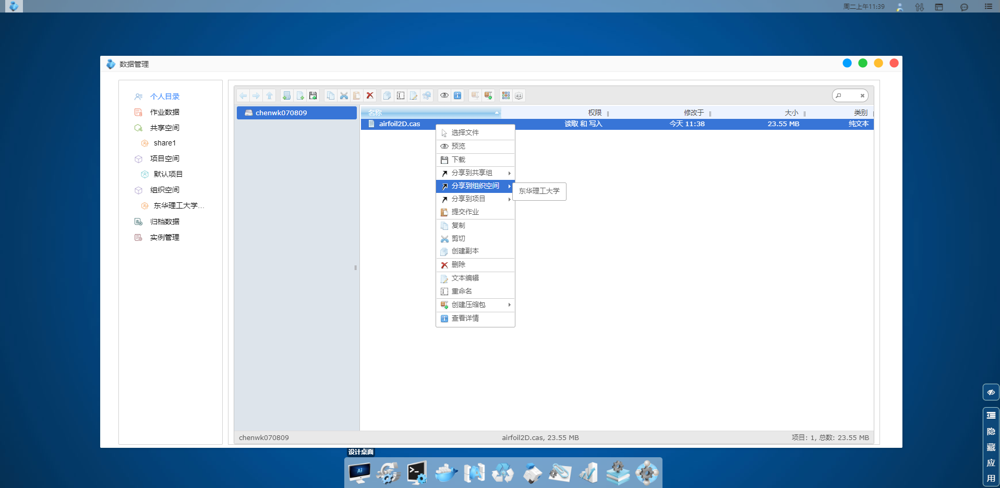 周二上午11:39
数据管理
个人目录
作业数据
共享空间
share1
项目空间
默认项目
组织空间
东华理工大学...
归档数据
实例管理
chenwk070809
名称 权限 修改于 大小 类别
airfoil2D.cas 读取 和 写入 今天 11:38 23.55 MB 纯文本
选择文件
预览
下载
分享到共享组
分享到组织空间
东华理工大学
分享到项目
提交作业
复制
剪切
创建副本
删除
文本编辑
重命名
创建压缩包
查看详情
chenwk070809 airfoil2D.cas, 23.55 MB 项目: 1, 总数: 23.55 MB
设计桌面
Ai
隐
藏
应
用